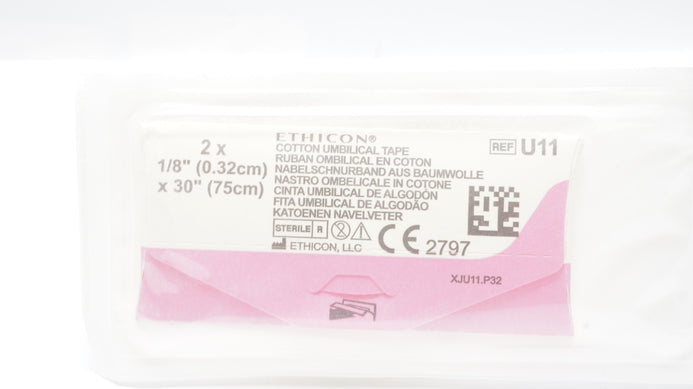 2 x
1/8" (0.32cm)
x 30" (75cm)
ETHICON®
COTTON UMBILICAL TAPE
RUBAN OMBILICAL EN COTON
NABELSCHNURBAND AUS BAUMWOLLE
NASTRO OMBELICALE IN COTONE
CINTA UMBILICAL DE ALGODÓN
FITA UMBILICAL DE ALGODÃO
KATOENEN NAVELVETER
STERILE R
ETHICON, LLC
CE 2797
REF U11
XJU11.P32